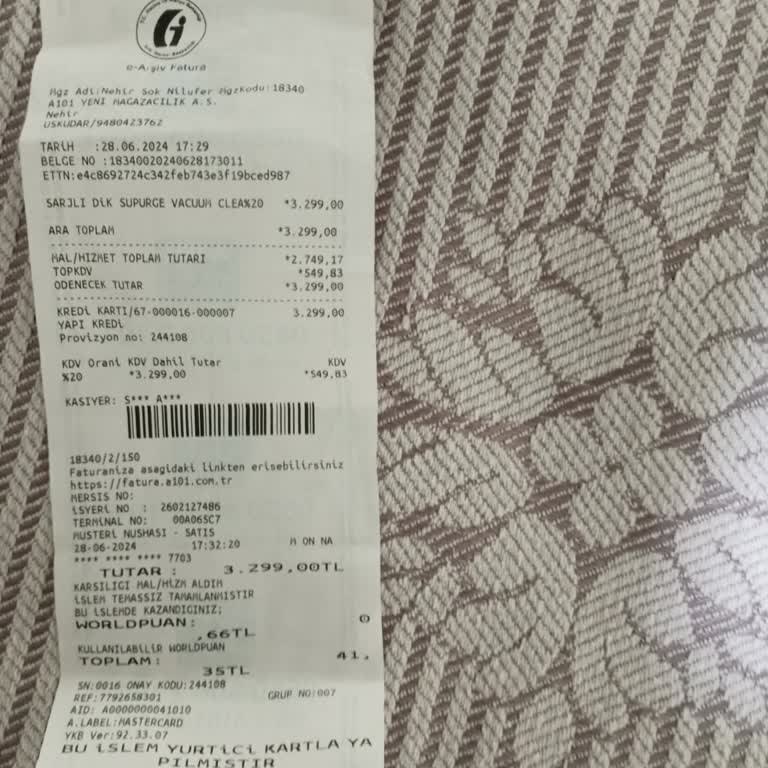 e-Arşiv Fatura
Mgz Adi:Nehir Sok Nilufer MgzKodu:18340
A101 YENI MAGAZACILIK A.S.
Nehir
USKUDAR/9480423762
TARiH :28.06.2024 17:29
BELGE NO :18340020240628173011
ETTN:e4c8692724c342feb743e3f19bced987
SARJLI DiK SUPURGE VACUUM CLEA%20 *3.299,00
ARA TOPLAM *3.299,00
MAL/HiZMET TOPLAM TUTARI *2.749,17
TOPKDV *549,83
ODENECEK TUTAR *3.299,00
KREDi KARTI/67-000016-000007 3.299,00
YAPI KREDi
Provizyon no: 244108
KDV Orani KDV Dahil Tutar KDV
%20 *3.299,00 *549,83
KASiYER: S*** A***
18340/2/150
Faturaniza asagidaki linkten erisebilirsiniz
https://fatura.a101.com.tr
MERSIS NO:
iSYERi NO : 2602127486
TERMiNAL NO: 00A065C7
MUSTERi NUSHASI - SATIS
28-06-2024 17:32:20 M ON NA
**** **** **** 7703
TUTAR : 3.299,00TL
KARSILIGI MAL/HiZM ALDIM
iSLEM TEMASSIZ TAMAMLANMISTIR
BU iSLEMDE KAZANDIGINIZ;
WORLDPUAN: 0
,66TL
KULLANILABiLiR WORLDPUAN
TOPLAM: 41,
35TL
SN:0016 ONAY KODU:244108
REF:7792658301 GRUP NO:007
AID: A0000000041010
A.LABEL:MASTERCARD
YKB Ver:92.33.07
BU iSLEM YURTiCi KARTLA YA
PILMISTIR